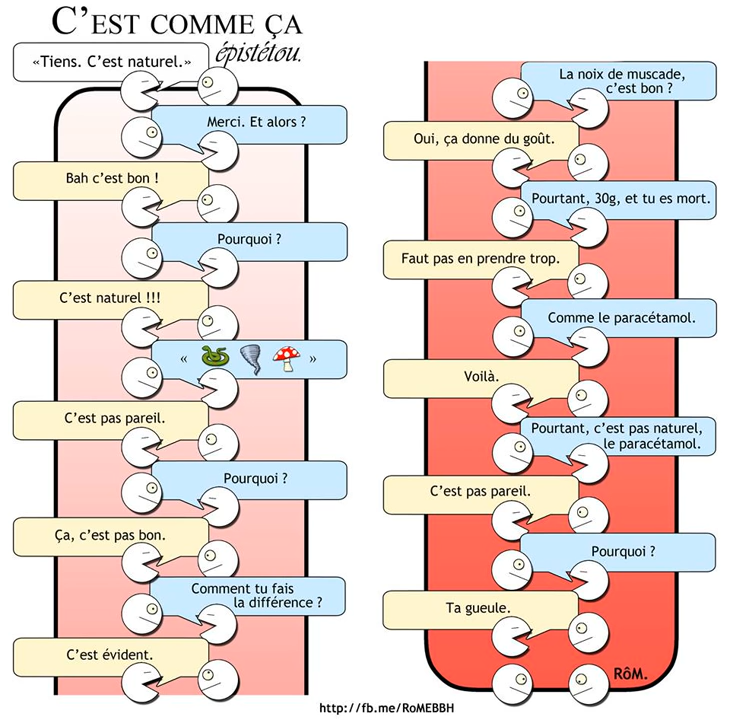 C'EST COMME ÇA
épistétou.
«Tiens. C'est naturel.»
Merci. Et alors ?
Bah c'est bon !
Pourquoi ?
C'est naturel !!!
« »
C'est pas pareil.
Pourquoi ?
Ça, c'est pas bon.
Comment tu fais
la différence ?
C'est évident.
La noix de muscade,
c'est bon ?
Oui, ça donne du goût.
Pourtant, 30g, et tu es mort.
Faut pas en prendre trop.
Comme le paracétamol.
Voilà.
Pourtant, c'est pas naturel,
le paracétamol.
C'est pas pareil.
Pourquoi ?
Ta gueule.
RôM.
http://fb.me/RoMEBBH